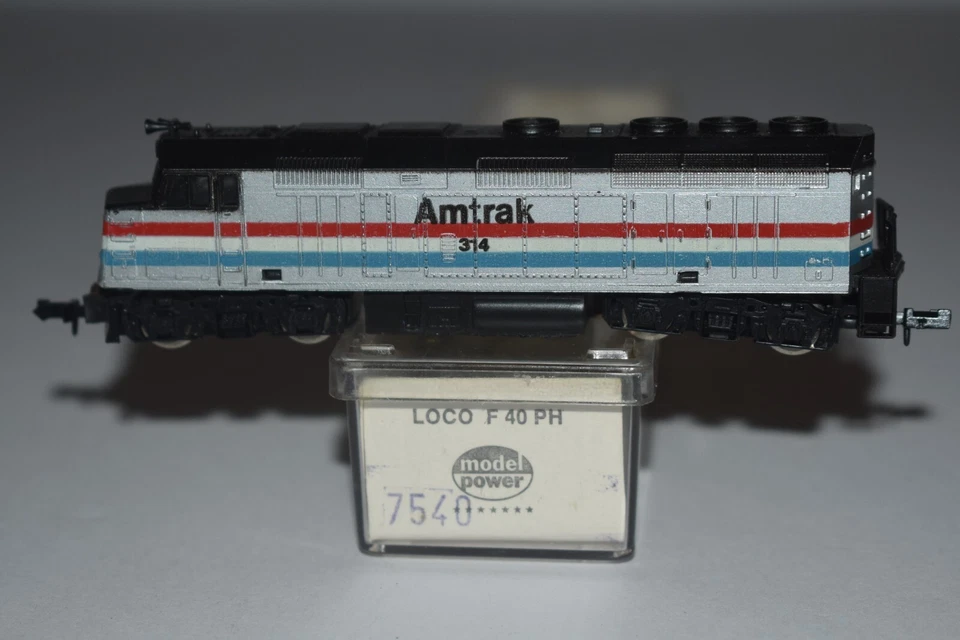 Amtrak
314
LOCO F 40 PH
model
power
7540*******